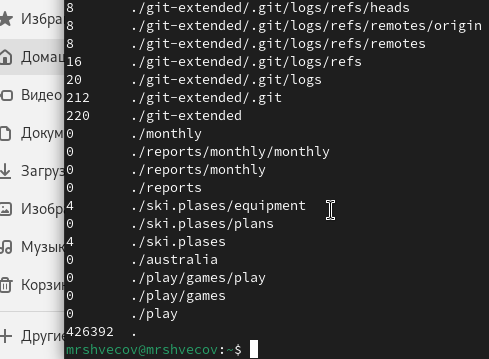 Избра
Домаш
Видео
Докум
Загруз
Изобр
Музык
Корзин
Другие
8 ./git-extended/.git/logs/refs/heads
8 ./git-extended/.git/logs/refs/remotes/origin
8 ./git-extended/.git/logs/refs/remotes
16 ./git-extended/.git/logs/refs
20 ./git-extended/.git/logs
212 ./git-extended/.git
220 ./git-extended
0 ./monthly
0 ./reports/monthly/monthly
0 ./reports/monthly
0 ./reports
4 ./ski.plases/equipment
0 ./ski.plases/plans
4 ./ski.plases
0 ./australia
0 ./play/games/play
0 ./play/games
0 ./play
426392 .
mrshvecov@mrshvecov:~$